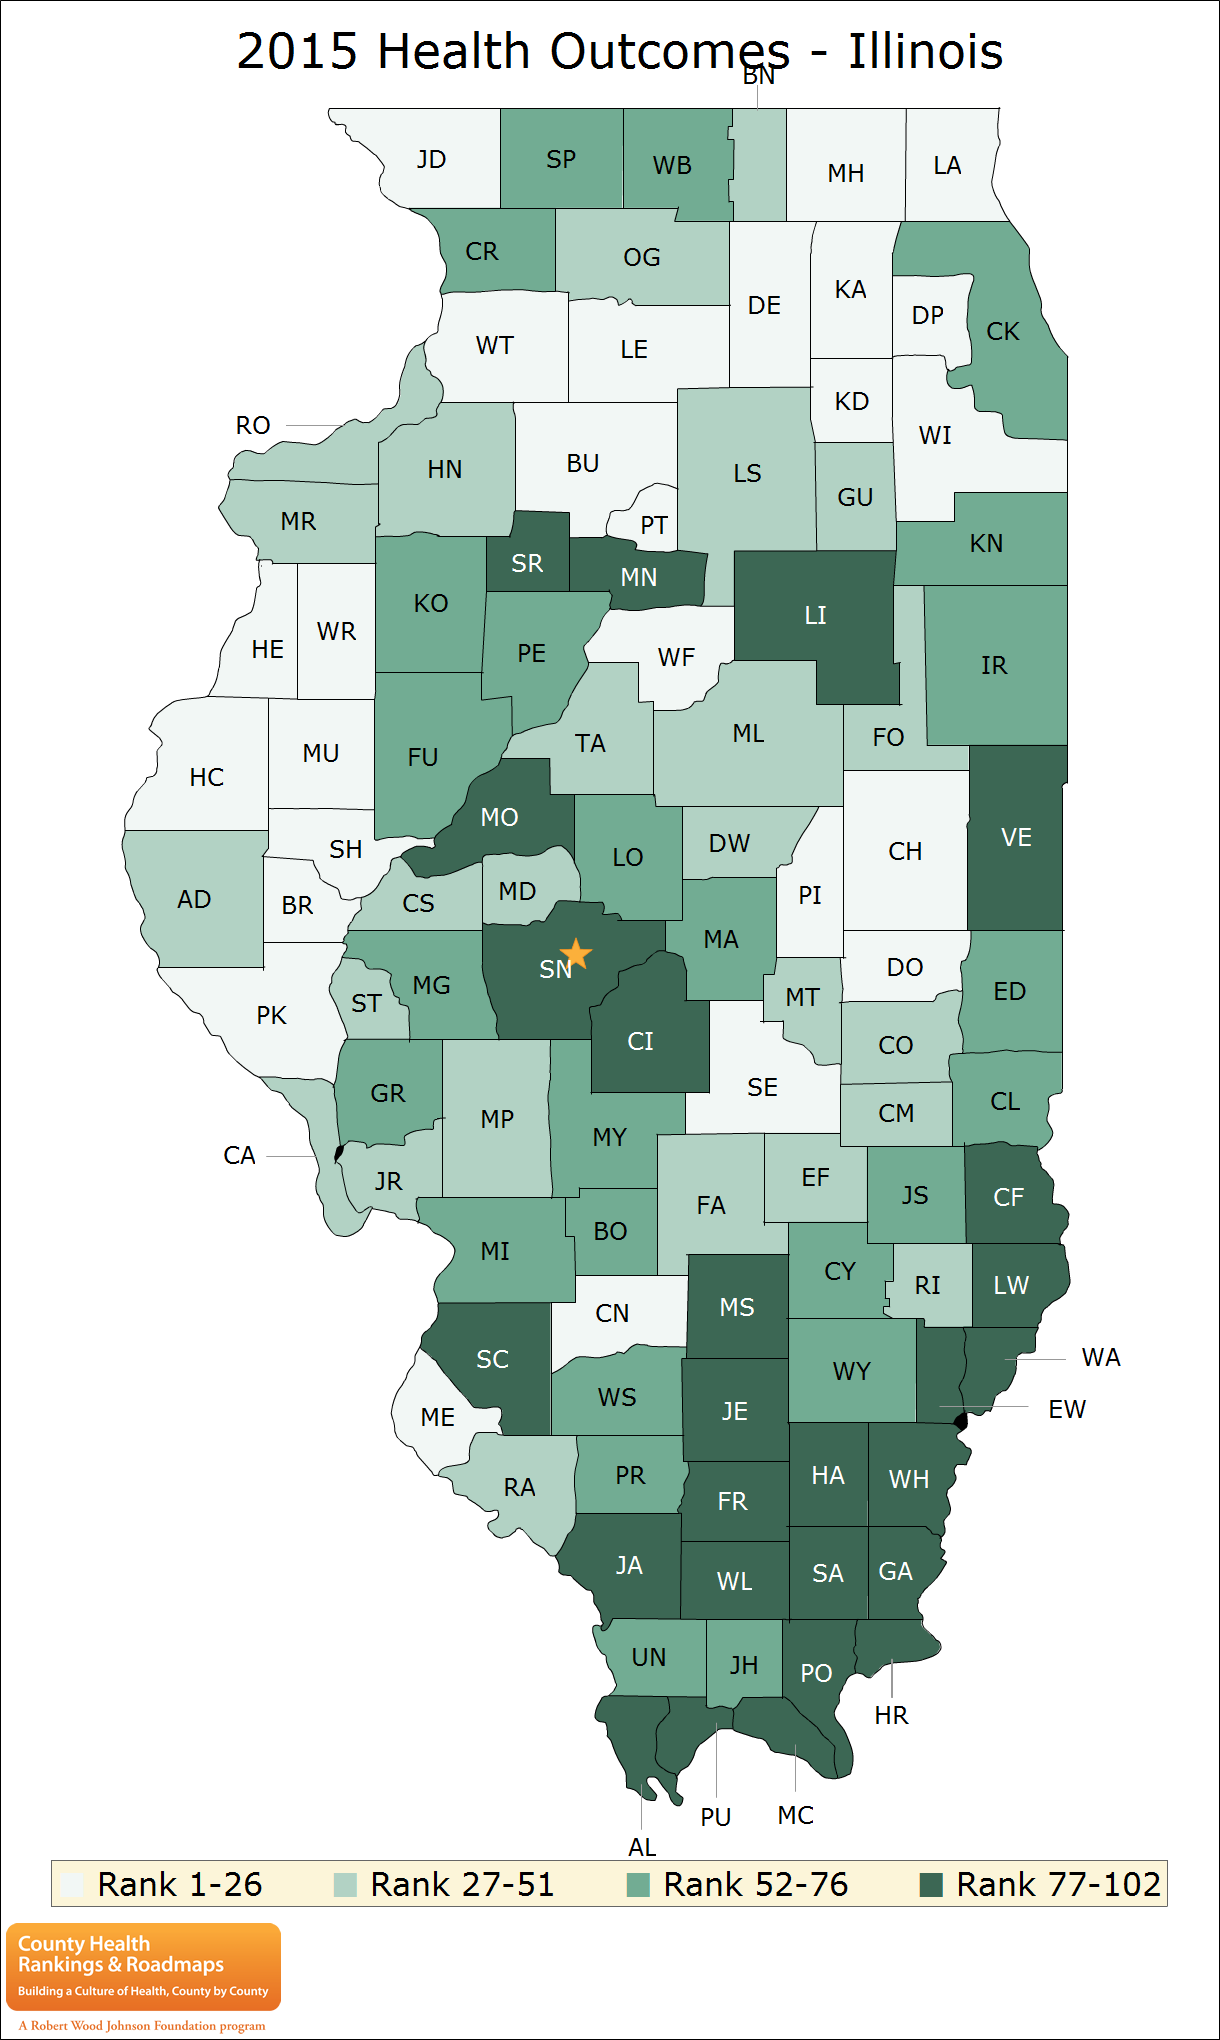 2015 Health Outcomes - Illinois
BN
JD
SP
WB
MH
LA
CR
OG
DE
KA
DP
CK
WT
LE
KD
WI
RO
HN
BU
LS
GU
MR
PT
KN
SR
MN
KO
LI
HE
WR
PE
WF
IR
HC
MU
FU
TA
ML
FO
MO
SH
LO
DW
CH
VE
AD
BR
CS
MD
PI
SN
MA
DO
PK
ST
MG
MT
ED
CI
CO
GR
MP
SE
CM
CL
MY
CA
JR
EF
FA
JS
CF
MI
BO
CY
RI
LW
CN
MS
SC
WY
WA
WS
ME
JE
EW
RA
PR
FR
HA
WH
JA
WL
SA
GA
UN
JH
PO
HR
PU
MC
AL
Rank 1-26 Rank 27-51 Rank 52-76 Rank 77-102
County Health
Rankings & Roadmaps
Building a Culture of Health, County by County
A Robert Wood Johnson Foundation program